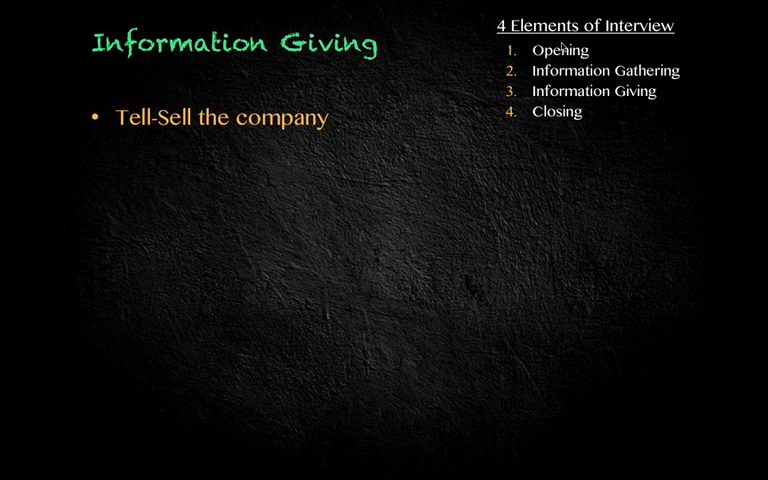 Information Giving
• Tell-Sell the company
4 Elements of Interview
1. Opening
2. Information Gathering
3. Information Giving
4. Closing